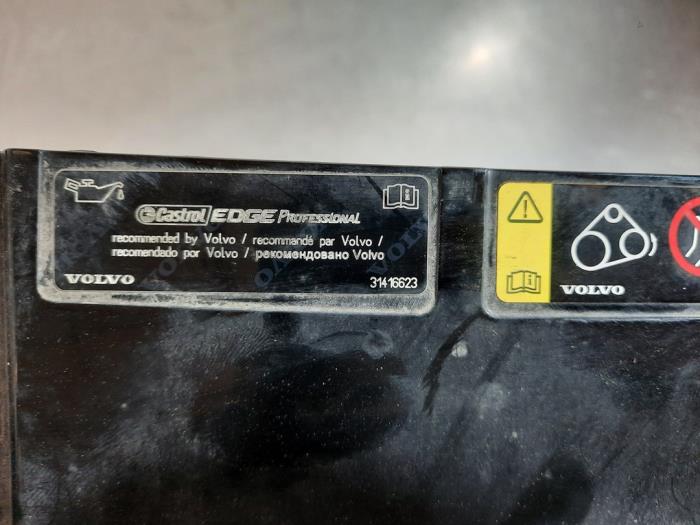 Castrol EDGE PROFESSIONAL
recommended by Volvo / recommandé par Volvo /
recomendado por Volvo / рекомендовано Volvo
VOLVO 31416623
VOLVO